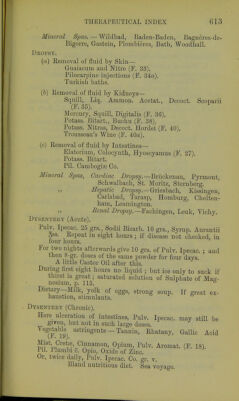 THERAPEUTICAL INDEX 613
Mineral Spas. — Wildbad, Baden-Baden, Bagnères-de-
Bigorre, Gastein, Plombières, Bath, Woodhall.
Dropsy.
(a) Removal of fluid by Skin—
Guaiacum and Nitre (F. 33).
Pilocarpine injections (F. 34a).
Turkish baths.
(b) Removal of fluid by Kidneys—
Squill, Liq. Ammon. Acetat., Decoct. Scoparii
(F. 35).
Mercury, Squill, Digitalis (F. 36).
Potass. Bitart., Buchu (F. 38).
Potass. Nitras, Decoct. Hordei (F. 40).
Trousseau's Wine (F. 40a).
(c) Removal of fluid by Intestines—
Elaterium, Colocynth, Hyoscyamus (F. 27).
Potass. Bitart.
Pil. Cambogiæ Co.
Mineral Spas, Cardiac Dropsy.—Brückenau, Pyrmont,
Schwalbach, St. Moritz, Sternberg.
„ Hepatic Dropsy.—Griesbach, Kissingen,
Carlsbad, Tarasp, Homburg, Chelten-
ham, Leamington.
„ Renal Dropsy.—Fachingen, Leuk, Vichy.
Dysentery (Acute).
Pulv. Ipecac. 25 grs., Sodii Bicarb. 10 grs., Syrup. Aurantii
℥ss. Repeat in eight hours; if disease not checked, in
four hours.
For two nights afterwards give 10 grs. of Pulv. Ipecac.; and
then 8-gr. doses of the same powder for four days.
A little Castor Oil after this.
During first eight hours no liquid; but ice only to suck if
thirst is great; saturated solution of Sulphate of Mag-
nesium, p. 115.
Dietary—Milk, yolk of eggs, strong soup. If great ex-
haustion, stimulants.
Dysentery (Chronic).
Here ulceration of intestines, Pulv. Ipecac. may still be
given, but not in such large doses.
Vegetable astringents—Tannin, Rhatany, Gallic Acid
(F. 19).
Mist. Cretæ, Cinnamon, Opium, Pulv. Aromat. (F. 18).
Pil. Plumbi c̄ Opio, Oxide of Zinc.
Or, twice daily, Pulv. Ipecac. Co. gr. v.
Bland nutritious diet. Sea voyage.